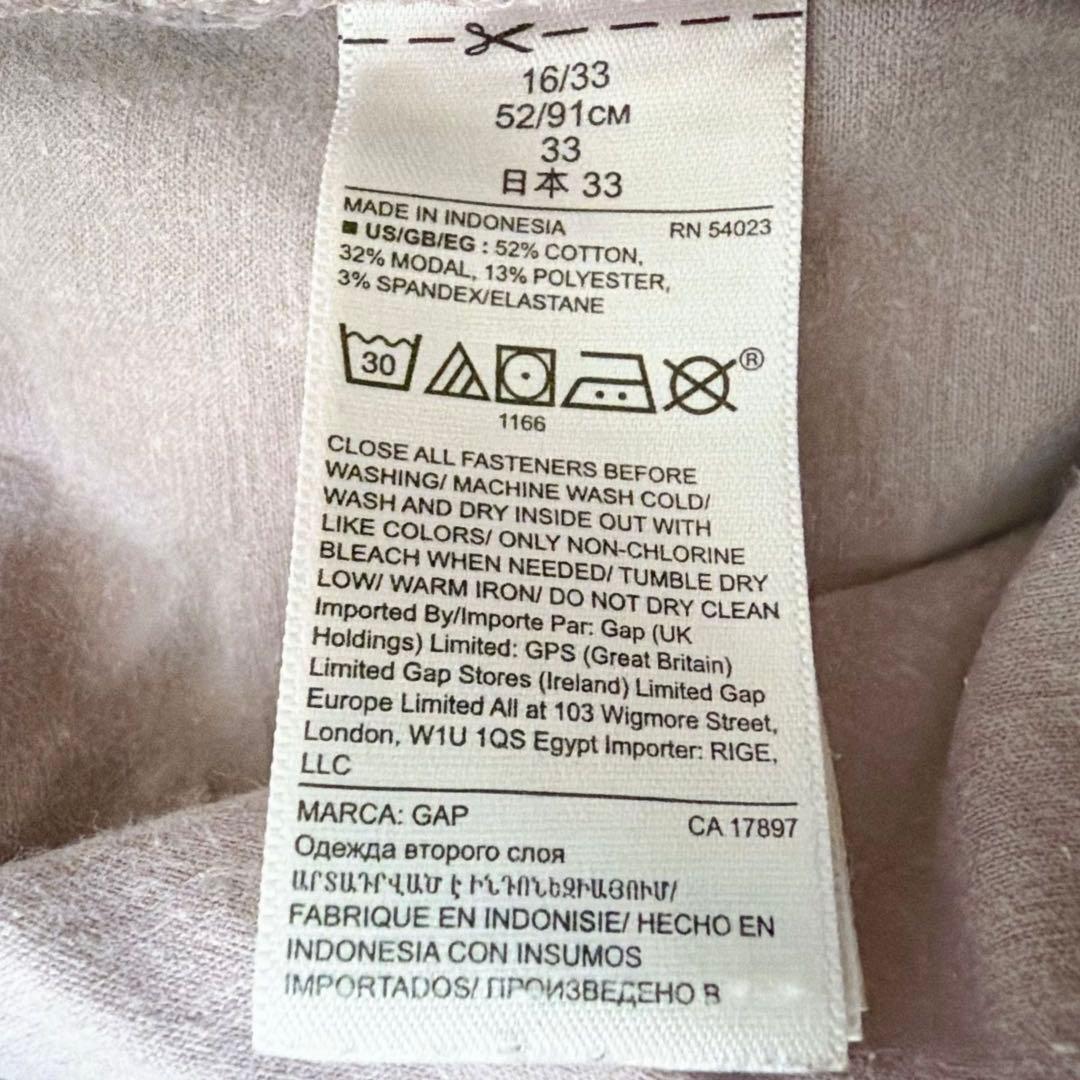 16/33
52/91CM
33
日本 33
MADE IN INDONESIA RN 54023
US/GB/EG : 52% COTTON,
32% MODAL, 13% POLYESTER,
3% SPANDEX/ELASTANE
30 ®
1166
CLOSE ALL FASTENERS BEFORE
WASHING/ MACHINE WASH COLD/
WASH AND DRY INSIDE OUT WITH
LIKE COLORS/ ONLY NON-CHLORINE
BLEACH WHEN NEEDED/ TUMBLE DRY
LOW/ WARM IRON/ DO NOT DRY CLEAN
Imported By/Importe Par: Gap (UK
Holdings) Limited: GPS (Great Britain)
Limited Gap Stores (Ireland) Limited Gap
Europe Limited All at 103 Wigmore Street,
London, W1U 1QS Egypt Importer: RIGE,
LLC
MARCA: GAP CA 17897
Одежда второго слоя
ԱՐՏԱԴՐՎԱԾ Է ԻՆԴՈՆԵԶԻԱՅՈՒՄ/
FABRIQUE EN INDONISIE/ HECHO EN
INDONESIA CON INSUMOS
IMPORTADOS/ ПРОИЗВЕДЕНО В